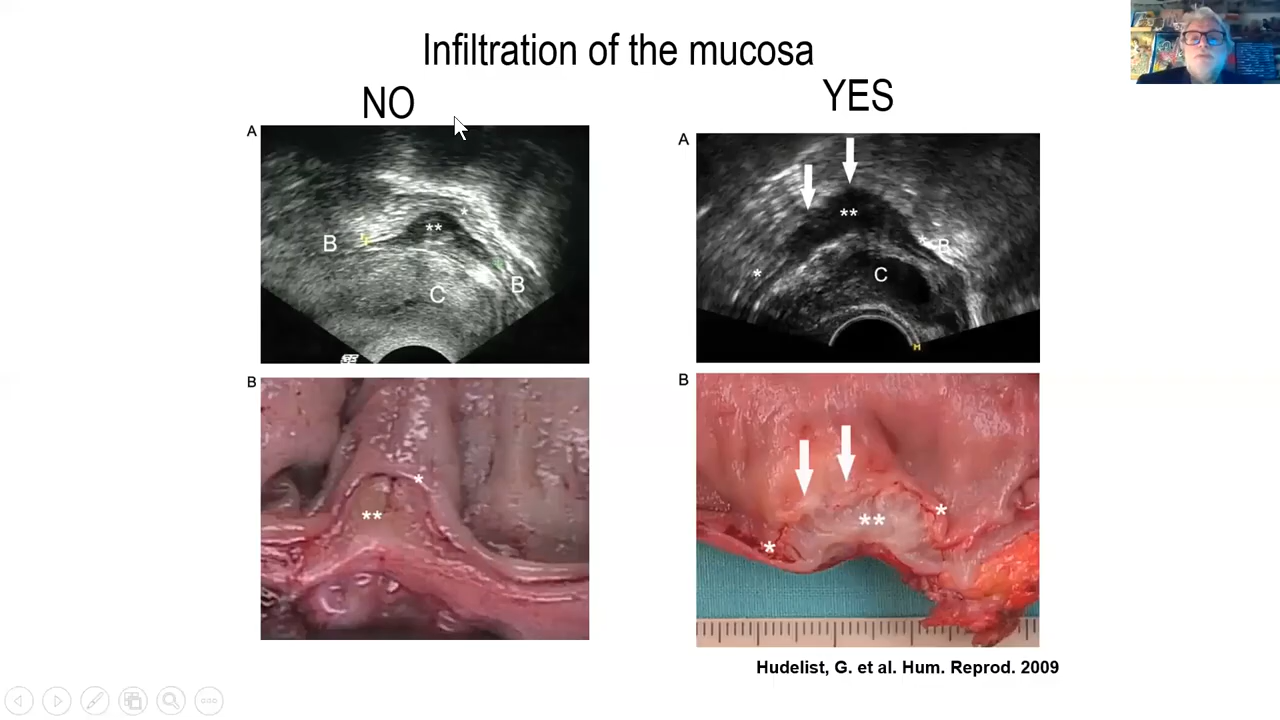 Infiltration of the mucosa
NO
YES
A
B
*
**
B
C
A
**
*
B
*
C
M
B
*
**
B
*
**
*
Hudelist, G. et al. Hum. Reprod. 2009